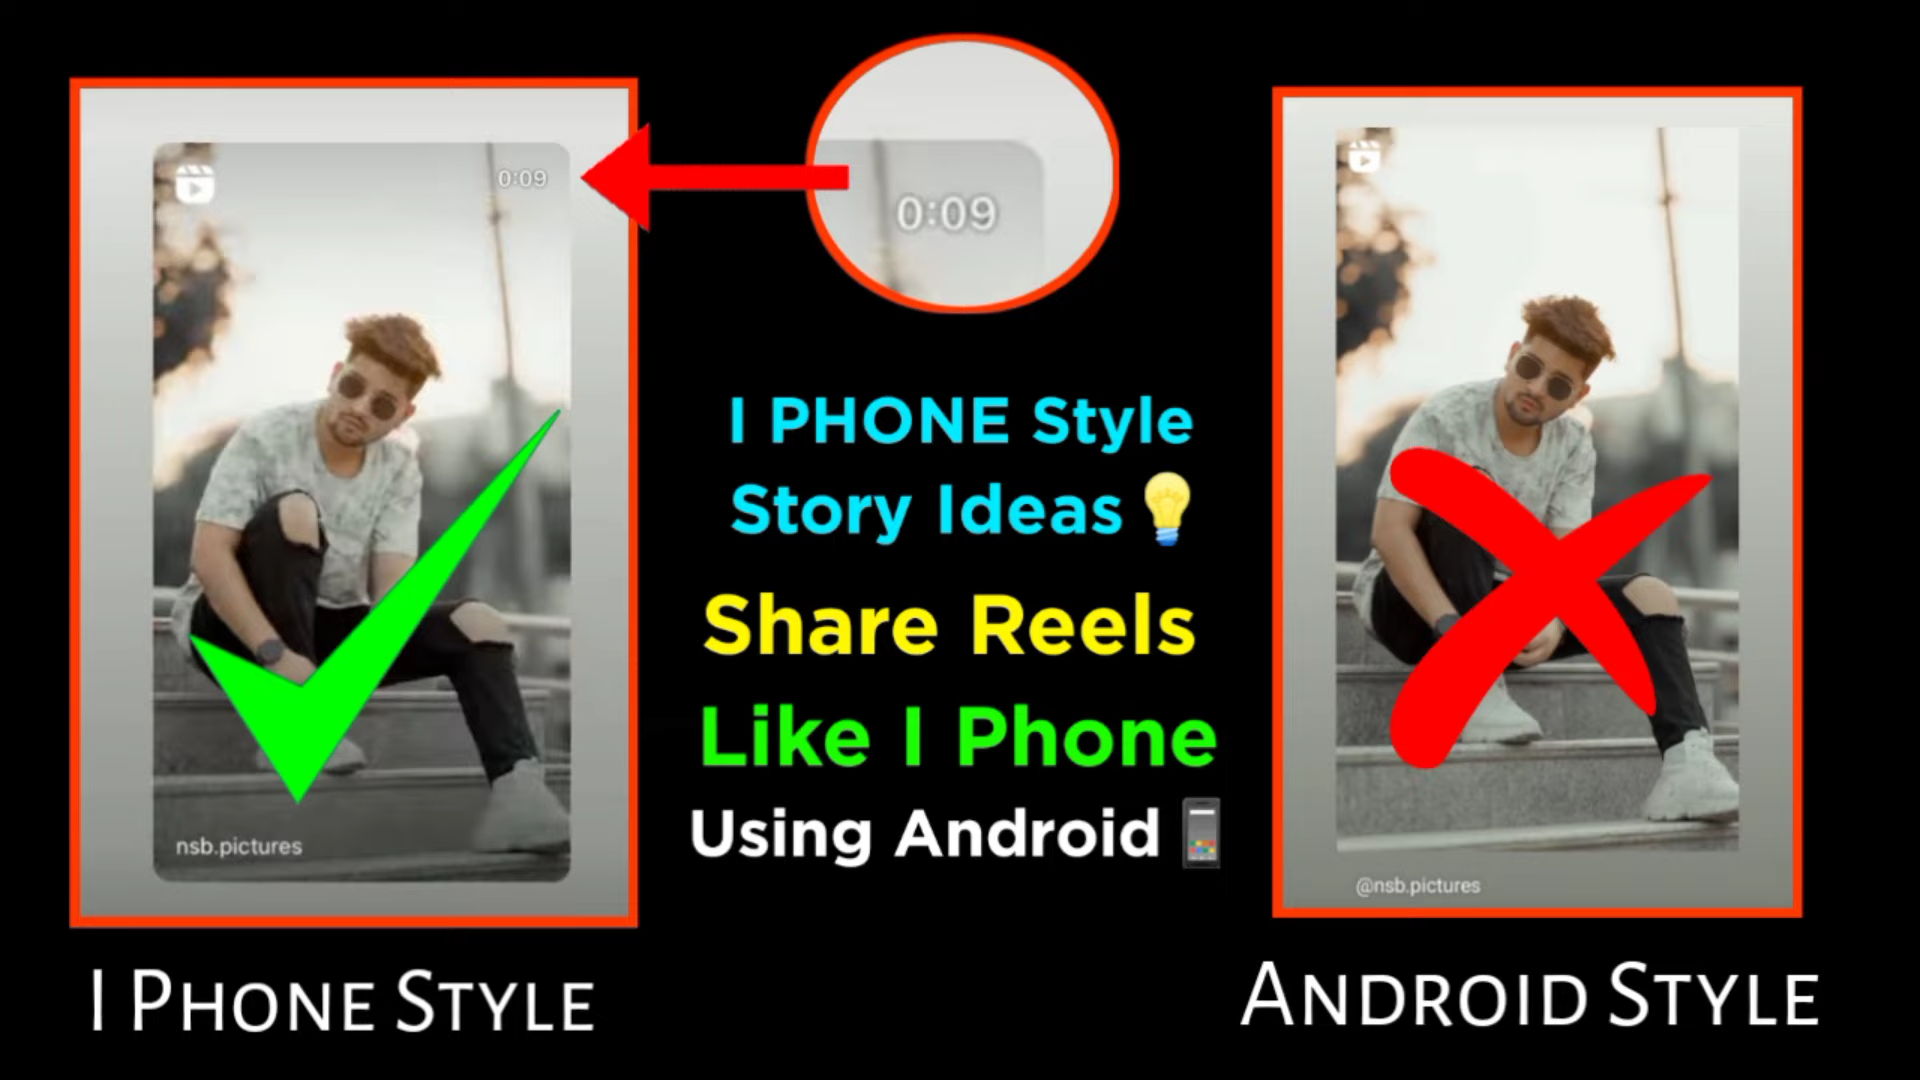 0:09
nsb.pictures
I PHONE STYLE
0:09
I PHONE Style
Story Ideas
Share Reels
Like I Phone
Using Android
@nsb.pictures
ANDROID STYLE